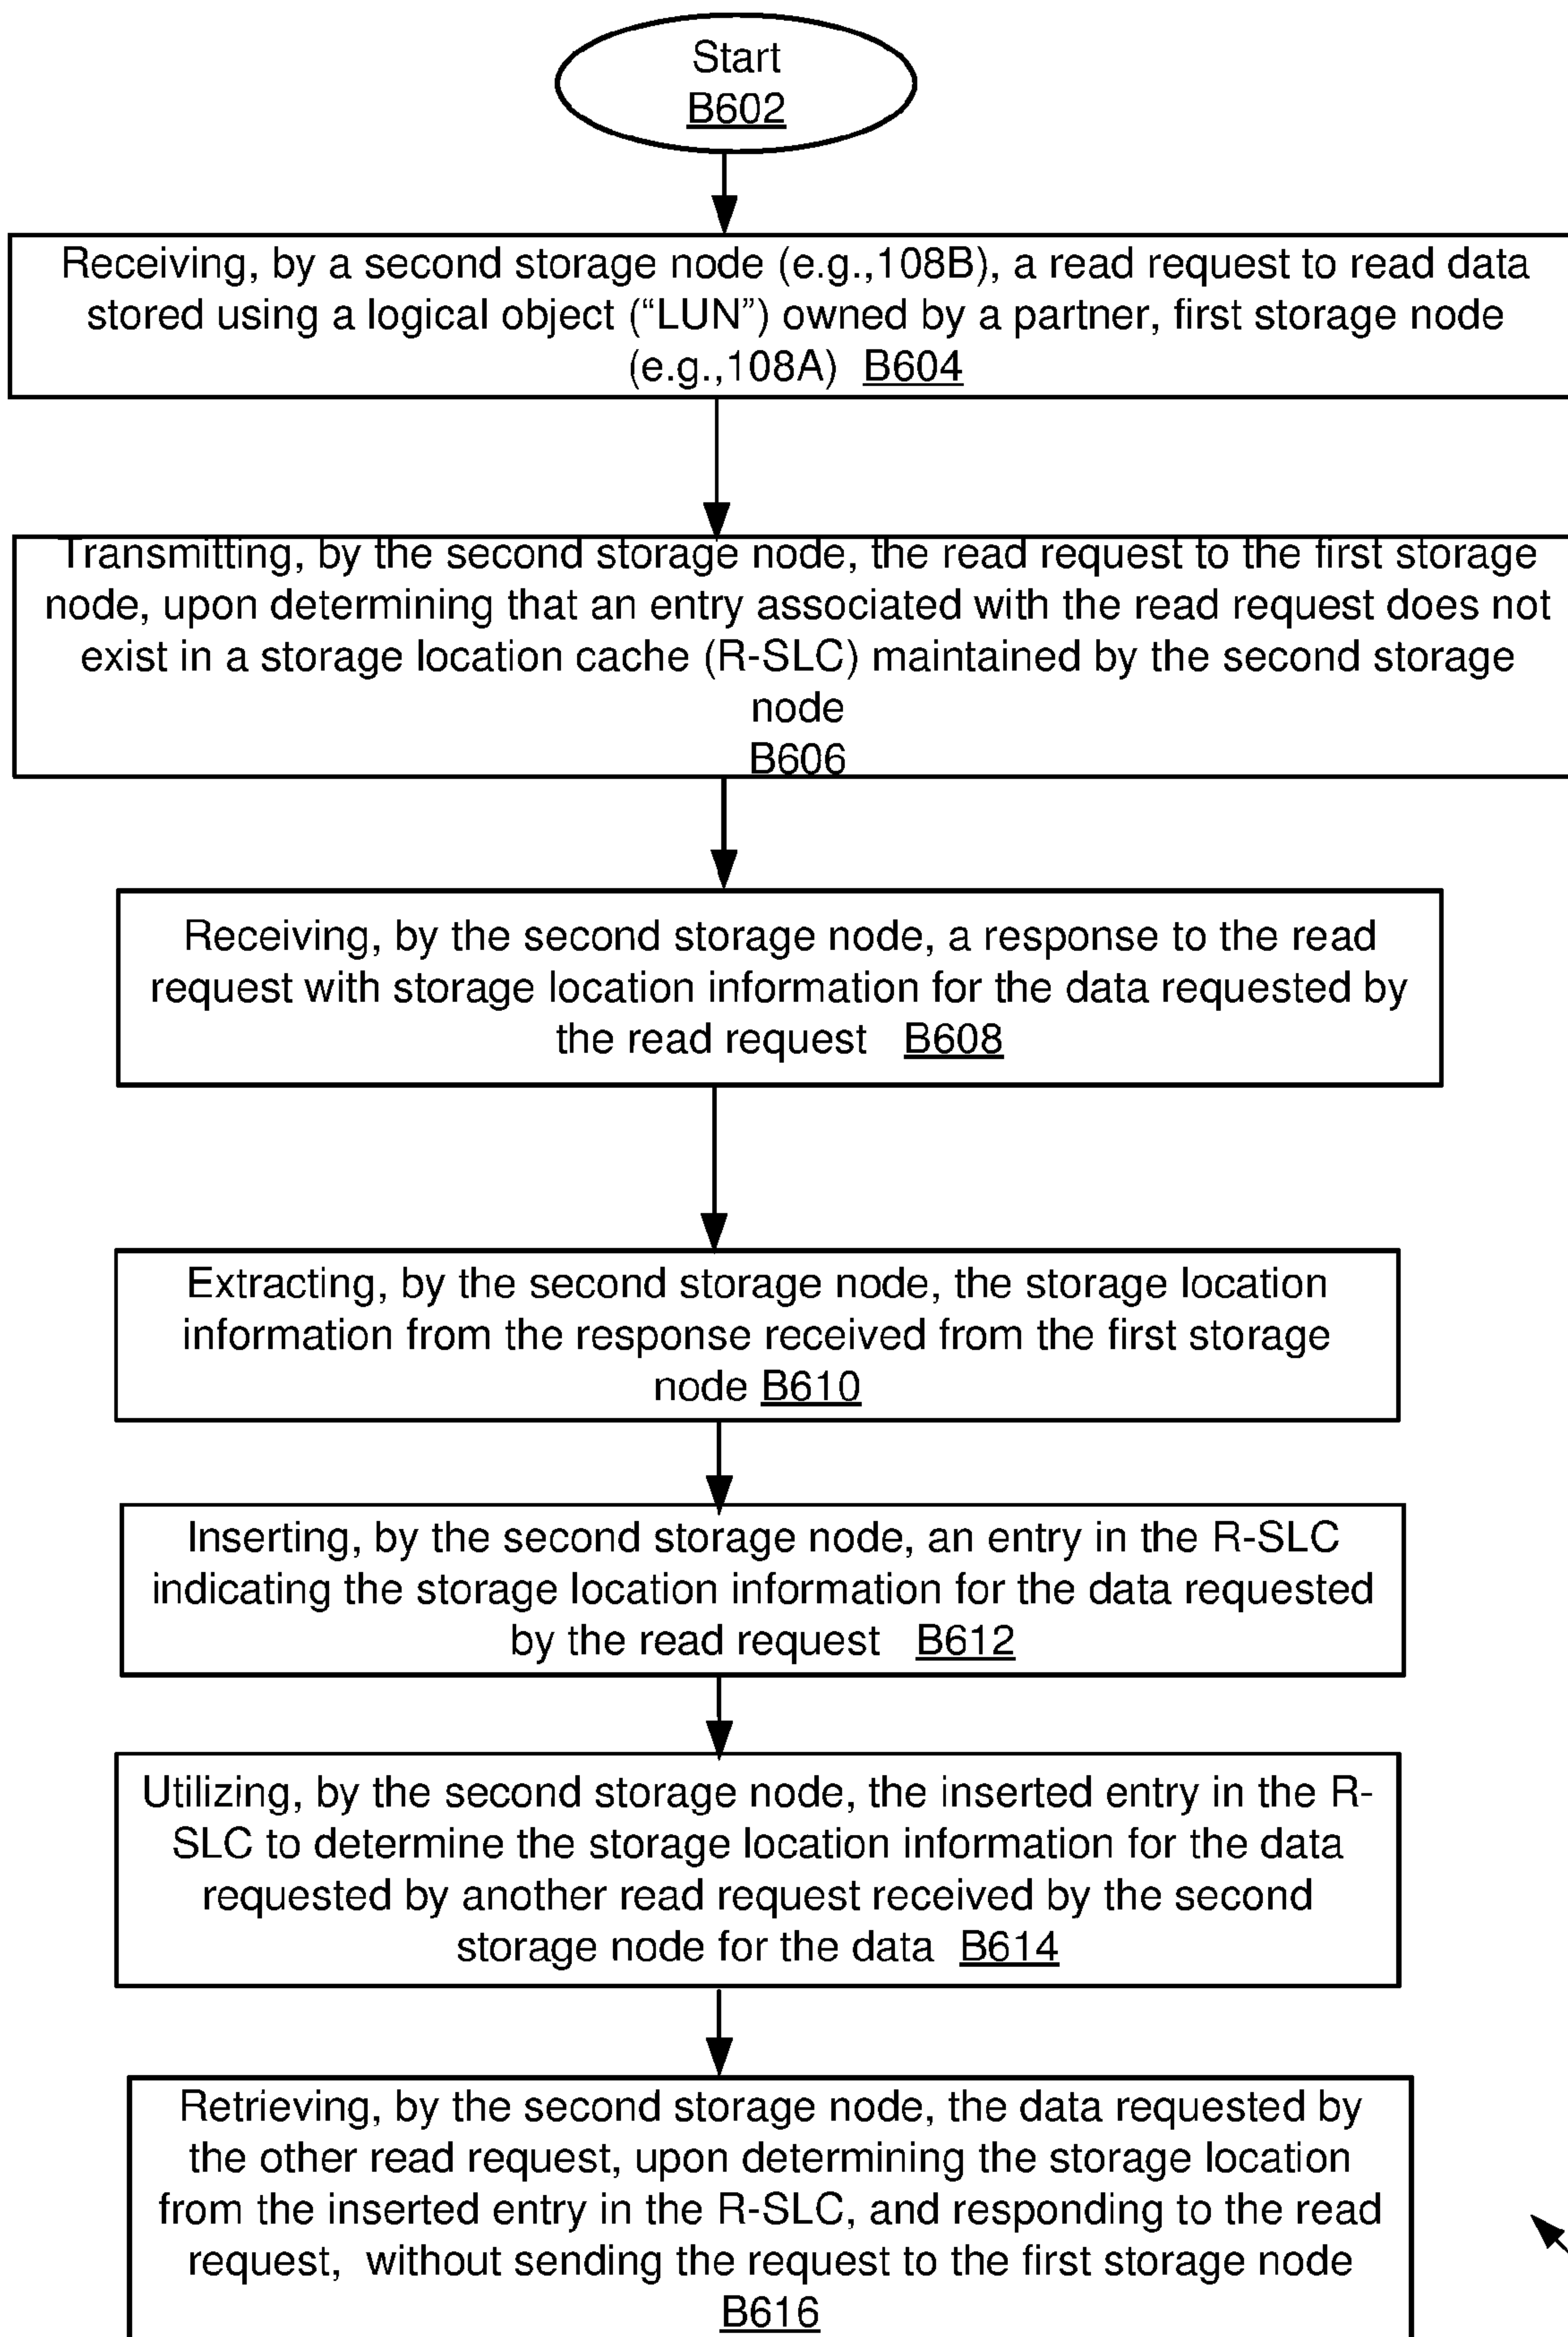 Start
B602
Receiving, by a second storage node (e.g.,108B), a read request to read data
stored using a logical object (“LUN”) owned by a partner, first storage node
(e.g.,108A) B604
Transmitting, by the second storage node, the read request to the first storage
node, upon determining that an entry associated with the read request does not
exist in a storage location cache (R-SLC) maintained by the second storage
node
B606
Receiving, by the second storage node, a response to the read
request with storage location information for the data requested by
the read request B608
Extracting, by the second storage node, the storage location
information from the response received from the first storage
node B610
Inserting, by the second storage node, an entry in the R-SLC
indicating the storage location information for the data requested
by the read request B612
Utilizing, by the second storage node, the inserted entry in the R-
SLC to determine the storage location information for the data
requested by another read request received by the second
storage node for the data B614
Retrieving, by the second storage node, the data requested by
the other read request, upon determining the storage location
from the inserted entry in the R-SLC, and responding to the read
request, without sending the request to the first storage node
B616